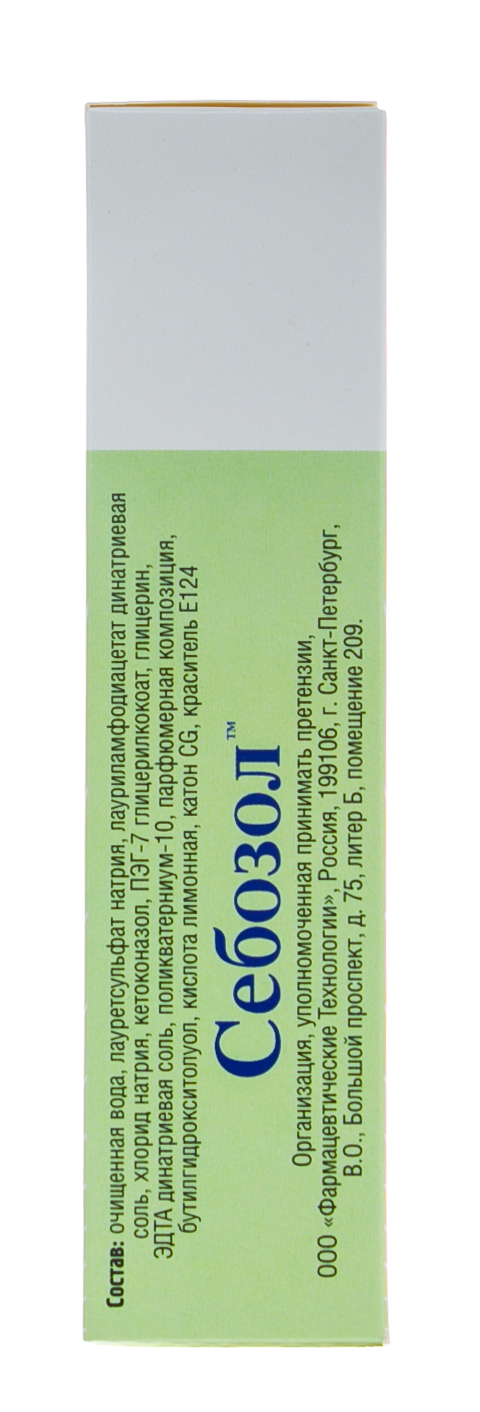 Состав: очищенная вода, лауретсульфат натрия, лауриламфодиацетат динатриевая
соль, хлорид натрия, кетоконазол, ПЭГ-7 глицерилкокоат, глицерин,
ЭДТА динатриевая соль, поликватерниум-10, парфюмерная композиция,
бутилгидрокситолуол, кислота лимонная, катон CG, краситель Е124
Себозол™
Организация, уполномоченная принимать претензии,
ООО «Фармацевтические Технологии», Россия, 199106, г. Санкт-Петербург,
В.О., Большой проспект, д. 75, литер Б, помещение 209.